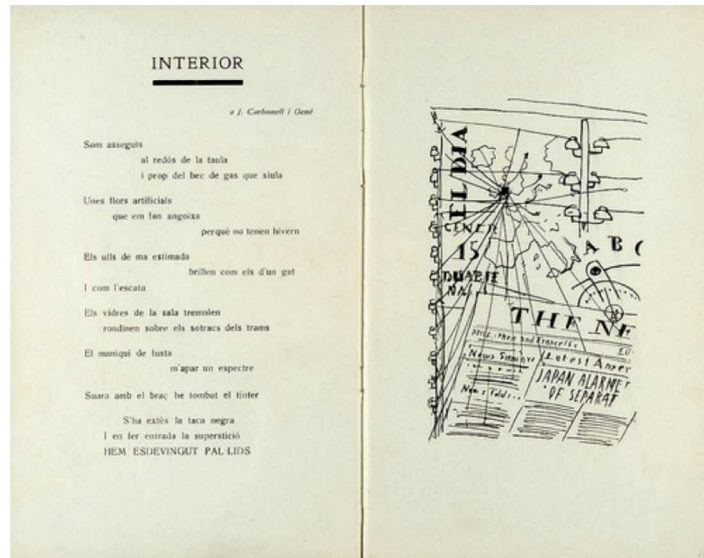 INTERIOR
a J. Carbonell i Gené
Som asseguts
al redós de la taula
i prop del bec de gas que xiula
Unes flors artificials
que em fan angoixa
perquè no tenen hivern
Els ulls de ma estimada
brillen com els d'un gat
I com l'escata
Els vidres de la sala tremolen
rondinen sobre els sotracs dels trams
El maniquí de fusta
m'apar un espectre
Suara amb el braç he tombat el tinter
S'ha extès la taca negra
I en fer entrada la superstició
HEM ESDEVINGUT PAL·LIDS
EL DIA
GENER
15
A B C
THE NE
News
Latest
JAPAN ALARME
OF SEPARAT